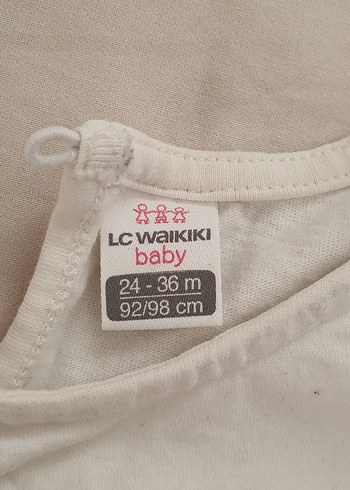 LC WAIKIKI
baby
24 - 36 m
92/98 cm